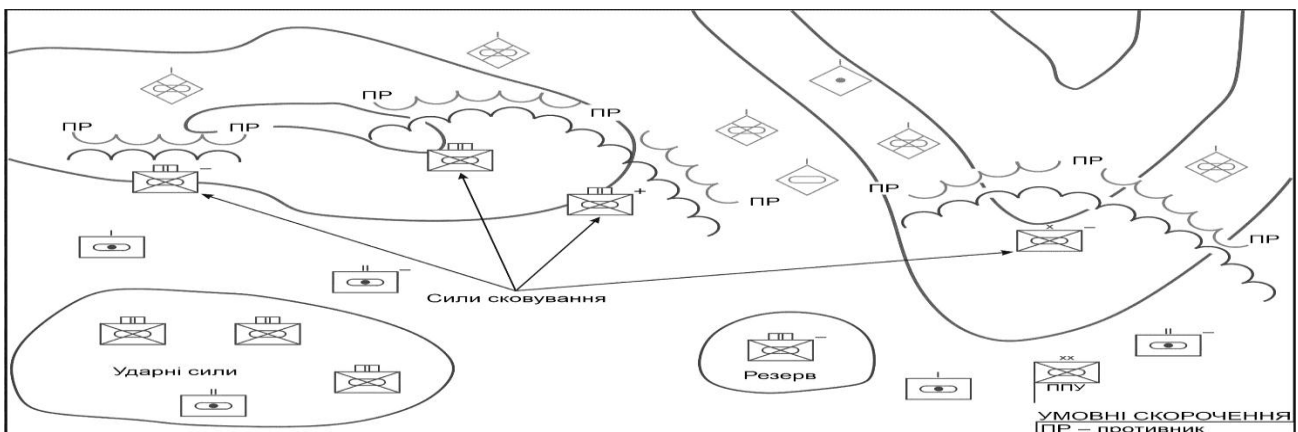 ПР
ПР
ПР
ПР
ПР
ПР
ПР
ПР
ПР
Сили сковування
Ударні сили
Резерв
ППУ
УМОВНІ СКОРОЧЕННЯ
ПР – противник